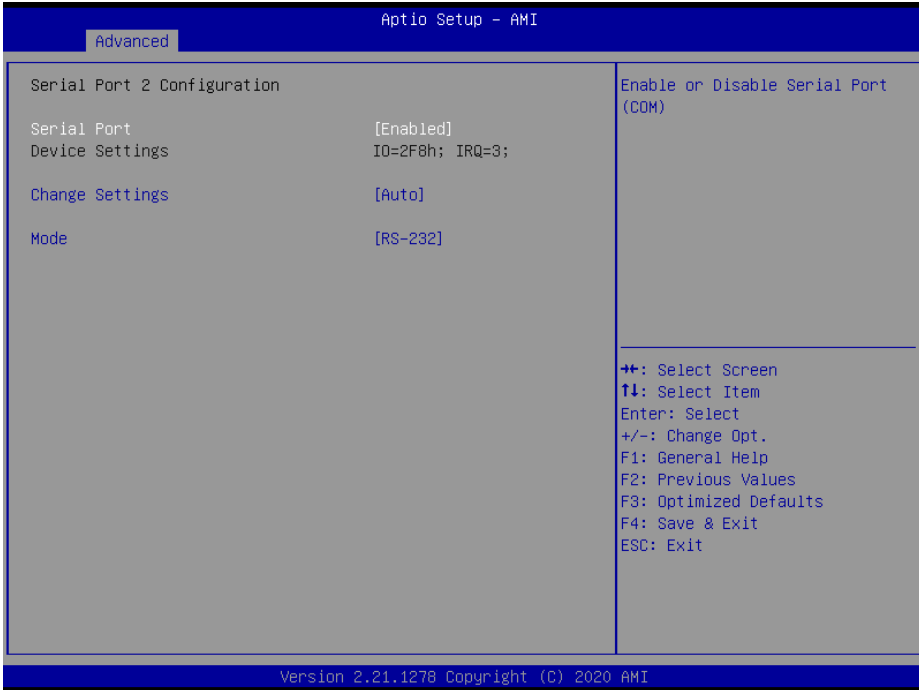 Aptio Setup – AMI
Advanced
Serial Port 2 Configuration
Serial Port [Enabled]
Device Settings IO=2F8h; IRQ=3;
Change Settings [Auto]
Mode [RS-232]
Enable or Disable Serial Port
(COM)
→←: Select Screen
↑↓: Select Item
Enter: Select
+/-: Change Opt.
F1: General Help
F2: Previous Values
F3: Optimized Defaults
F4: Save & Exit
ESC: Exit
Version 2.21.1278 Copyright (C) 2020 AMI